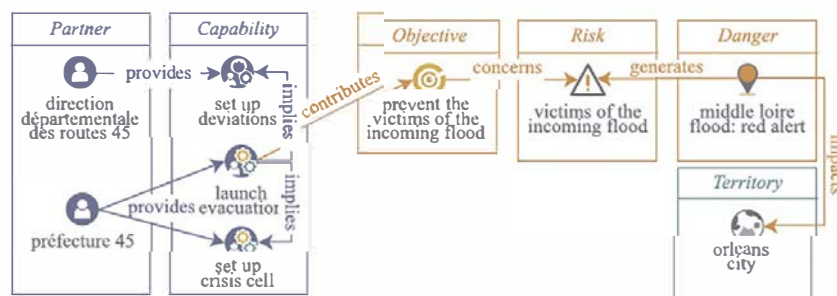 Partner
Capability
Objective
Risk
Danger
provides
implies
contributes
concerns
generates
direction
départementale
dès routes 45
set up
deviations
prevent the
victims of the
incoming flood
victims of the
incoming flood
middle loire
flood: red alert
impacts
provides
launch
evacuation
implies
Territory
préfecture 45
set up
crisis cell
orléans
city